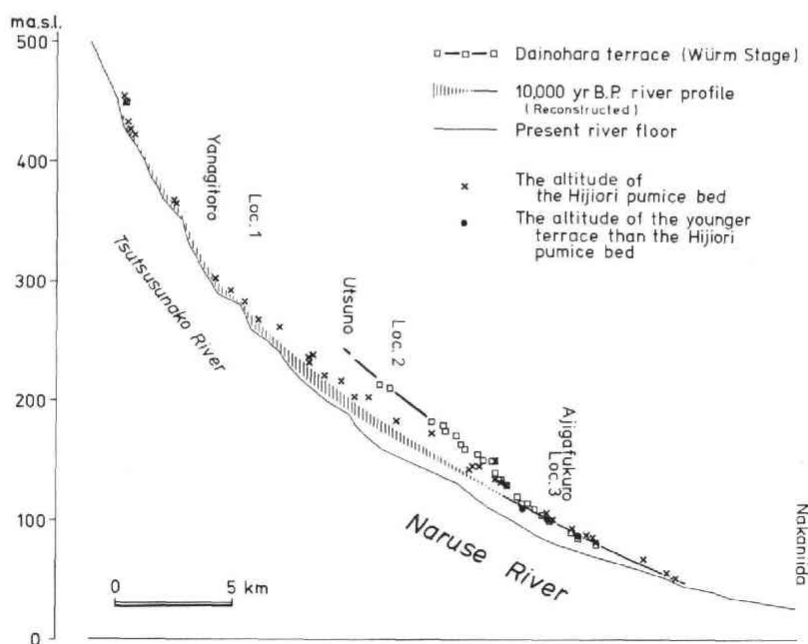 m a.s.l.
500
400
300
200
100
0
Dainohara terrace (Würm Stage)
10,000 yr B.P. river profile
(Reconstructed)
Present river floor
The altitude of
the Hijiori pumice bed
The altitude of the younger
terrace than the Hijiori
pumice bed
Yanagitoro
Loc. 1
Tsutsusunako River
Utsuno
Loc. 2
Ajigafukuro
Loc. 3
Naruse River
Nakaniida
0 5 km